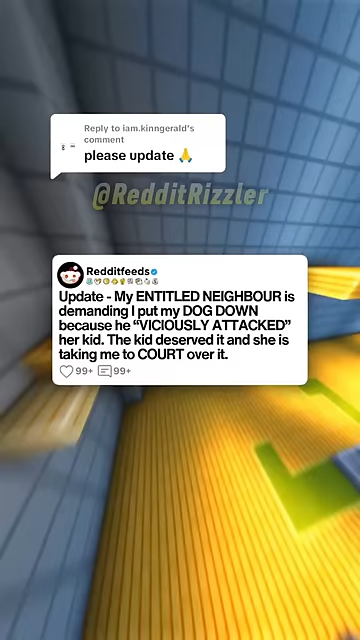 Reply to iam.kinngerald's
comment
please update 🙏
@RedditRizzler
Redditfeeds
Update - My ENTITLED NEIGHBOUR is
demanding I put my DOG DOWN
because he “VICIOUSLY ATTACKED”
her kid. The kid deserved it and she is
taking me to COURT over it.
99+ 99+